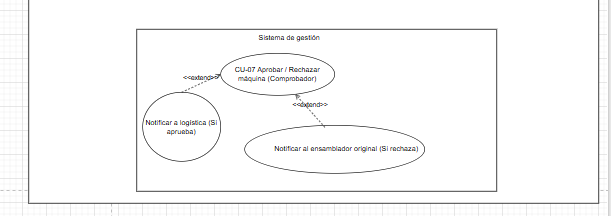 Sistema de gestión
CU-07 Aprobar / Rechazar
máquina (Comprobador)
<<extend>>
<<extend>>
Notificar a logística (Si
aprueba)
Notificar al ensamblador original (Si rechaza)